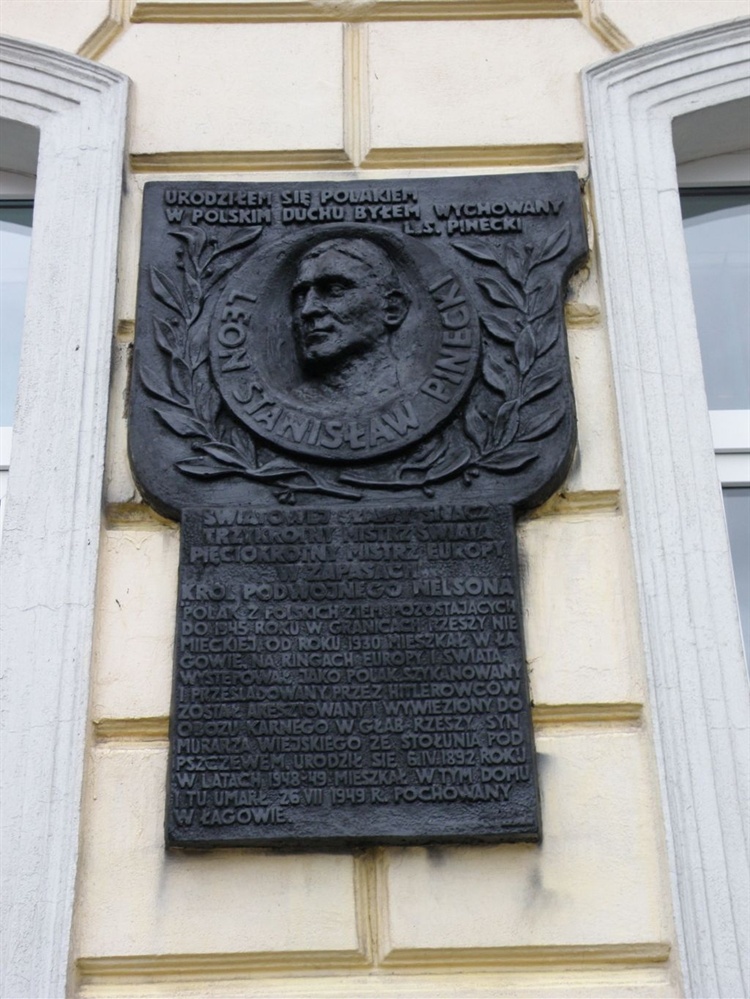 URODZIŁEM SIĘ POLAKIEM
W POLSKIM DUCHU BYŁEM WYCHOWANY
L.S. PINECKI
LEON STANISŁAW PINECKI
ŚWIATOWEJ SŁAWY SIŁACZ
TRZYKROTNY MISTRZ ŚWIATA
PIĘCIOKROTNY MISTRZ EUROPY
W ZAPASACH
KRÓL PODWÓJNEGO NELSONA
POLAK Z POLSKICH ZIEM POZOSTAJĄCYCH
DO 1945 ROKU W GRANICACH RZESZY NIE
MIECKIEJ. OD ROKU 1930 MIESZKAŁ W ŁA
GOWIE. NA RINGACH EUROPY I ŚWIATA
WYSTĘPOWAŁ JAKO POLAK. SZYKANOWANY
I PRZEŚLADOWANY PRZEZ HITLEROWCÓW
ZOSTAŁ ARESZTOWANY I WYWIEZIONY DO
OBOZU KARNEGO W GŁĄB RZESZY. SYN
MURARZA WIEJSKIEGO ZE STOŁUNIA POD
PSZCZEWEM. URODZIŁ SIĘ 6.IV.1892 ROKU
W LATACH 1948-49 MIESZKAŁ W TYM DOMU
I TU UMARŁ 26 VII 1949 R. POCHOWANY
W ŁAGOWIE.